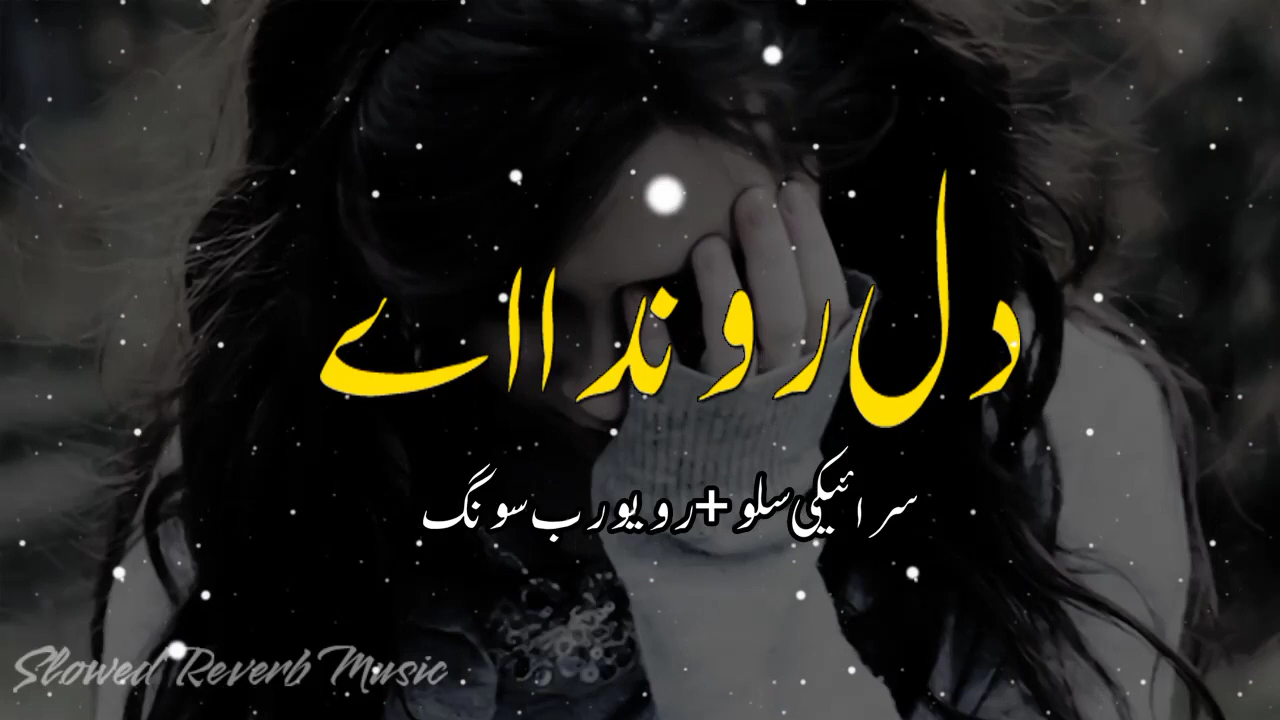 دل روندا اے
سرائیکی سلو + رویورب سونگ
Slowed Reverb Music